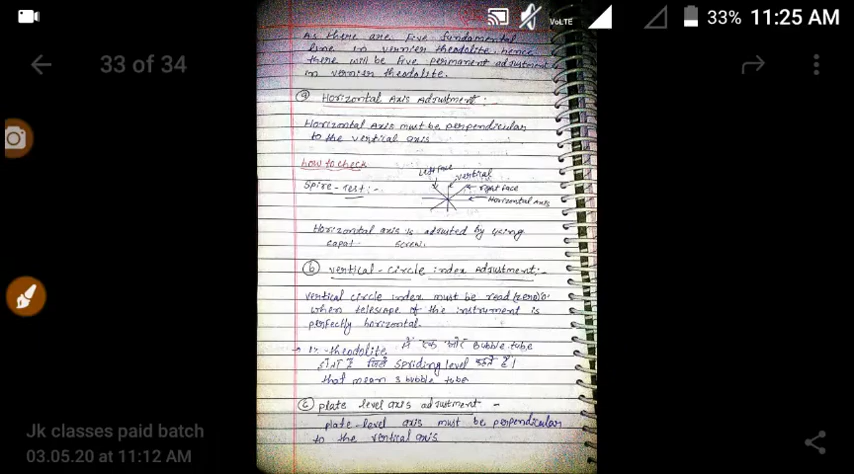 VoLTE 33% 11:25 AM
33 of 34
As there are five fundamental
line in vernier theodolite, hence
there will be five permanent adjustment
in vernier theodolite.
(a) Horizontal Axis Adjustment :
Horizontal Axis must be perpendicular
to the vertical axis
how to check
Spire-test:-
left face
vertical
right face
Horizontal Axis
Horizontal axis is adjusted by using
screw.
(b) vertical-circle index Adjustment:-
vertical circle index must be read
when telescope of the instrument is
perfectly horizontal.
theodolite में एक और bubble tube
होता है जिसे Spriding level कहते हैं।
that mean 3 bubble tube
(c) plate level axis adjustment -
plate-level axis must be perpendicular
to the vertical axis
Jk classes paid batch
03.05.20 at 11:12 AM